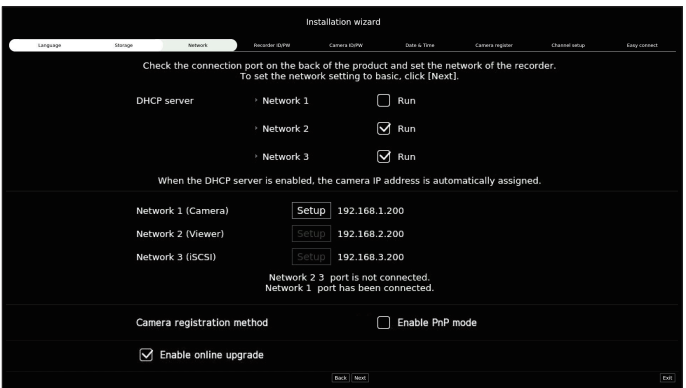 Installation wizard
Language Storage Network Recorder ID/PW Camera ID/PW Date & Time Camera register Channel setup Easy connect
Check the connection port on the back of the product and set the network of the recorder.
To set the network setting to basic, click [Next].
DHCP server Network 1 Run
Network 2 Run
Network 3 Run
When the DHCP server is enabled, the camera IP address is automatically assigned.
Network 1 (Camera) Setup 192.168.1.200
Network 2 (Viewer) Setup 192.168.2.200
Network 3 (iSCSI) Setup 192.168.3.200
Network 2 3 port is not connected.
Network 1 port has been connected.
Camera registration method Enable PnP mode
Enable online upgrade
Back Next Exit